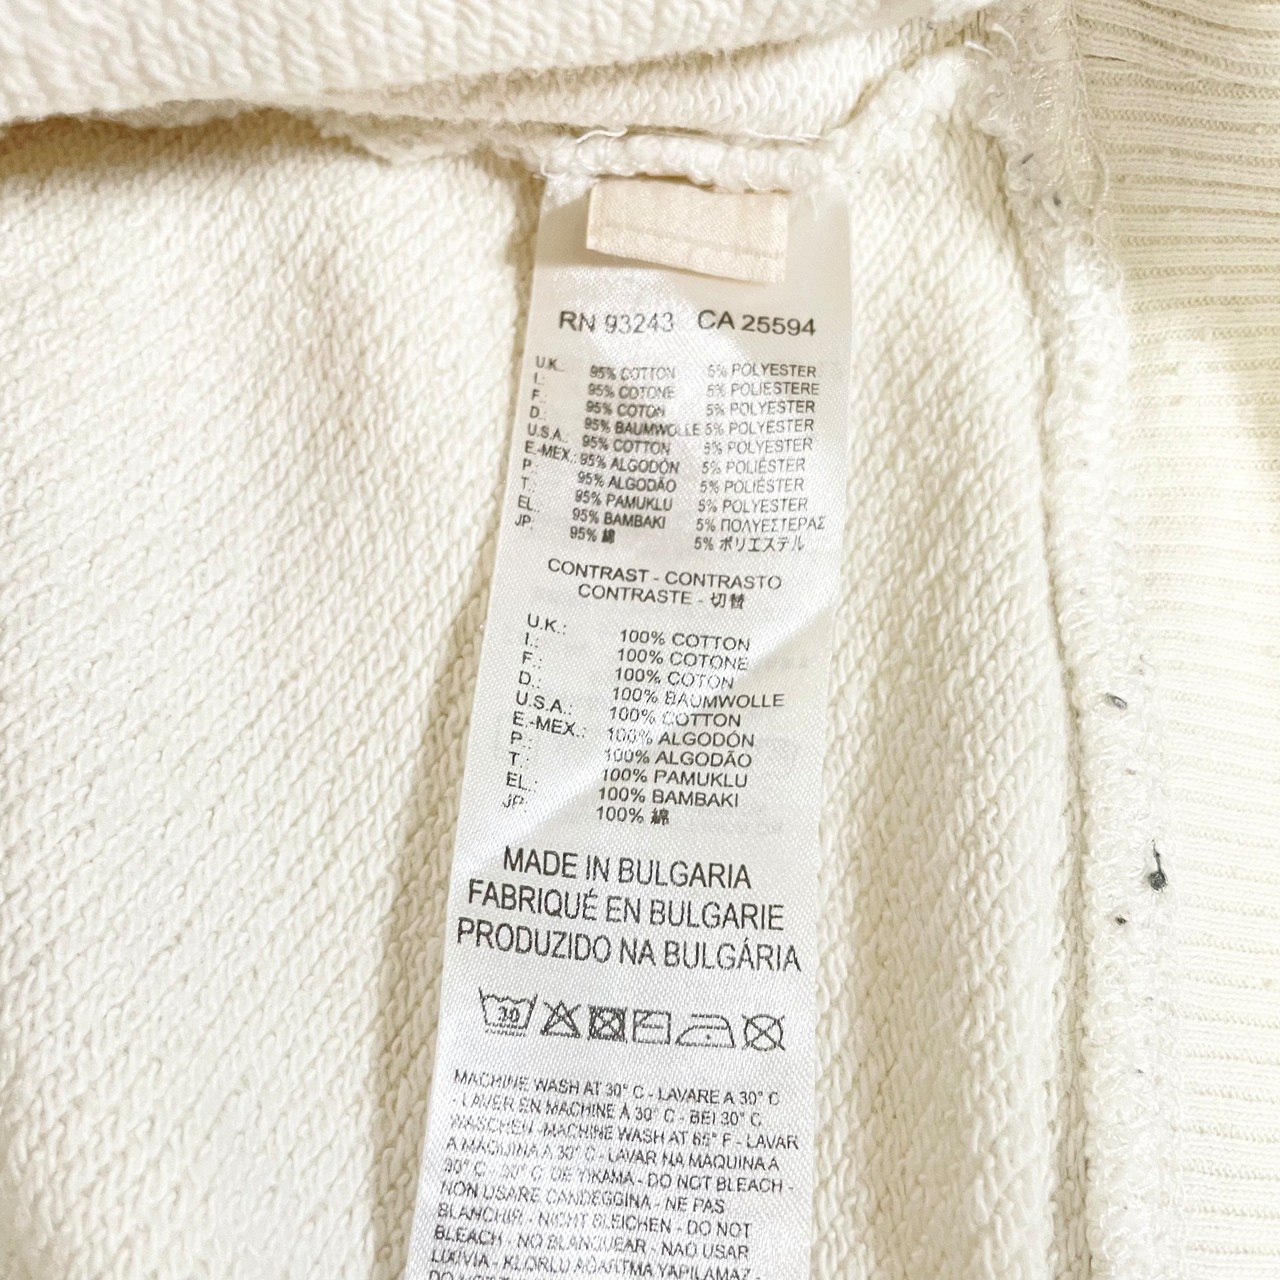 RN 93243 CA 25594
U.K.: 95% COTTON 5% POLYESTER
I.: 95% COTONE 5% POLIESTERE
F.: 95% COTON 5% POLYESTER
D.: 95% BAUMWOLLE 5% POLYESTER
U.S.A.: 95% COTTON 5% POLYESTER
E.-MEX.: 95% ALGODÓN 5% POLIÉSTER
P.: 95% ALGODÃO 5% POLIÉSTER
T.: 95% PAMUKLU 5% POLYESTER
EL.: 95% BAMBAKI 5% ΠΟΛΥΕΣΤΕΡΑΣ
JP: 95% 綿 5% ポリエステル
CONTRAST - CONTRASTO
CONTRASTE - 切替
U.K.: 100% COTTON
I.: 100% COTONE
F.: 100% COTON
D.: 100% BAUMWOLLE
U.S.A.: 100% COTTON
E.-MEX.: 100% ALGODÓN
P.: 100% ALGODÃO
T.: 100% PAMUKLU
EL.: 100% BAMBAKI
JP: 100% 綿
MADE IN BULGARIA
FABRIQUÉ EN BULGARIE
PRODUZIDO NA BULGÁRIA
30
MACHINE WASH AT 30° C - LAVARE A 30° C
- LAVER EN MACHINE À 30° C - BEI 30° C
WASCHEN -MACHINE WASH AT 65° F - LAVAR
A MAQUINA A 30° C - LAVAR NA MAQUINA A
30° C - 30° C DE YIKAMA - DO NOT BLEACH -
NON USARE CANDEGGINA - NE PAS
BLANCHIR - NICHT BLEICHEN - DO NOT
BLEACH - NO BLANQUEAR - NAO USAR
LIXIVIA - KLORLU AGARTMA YAPILAMAZ -